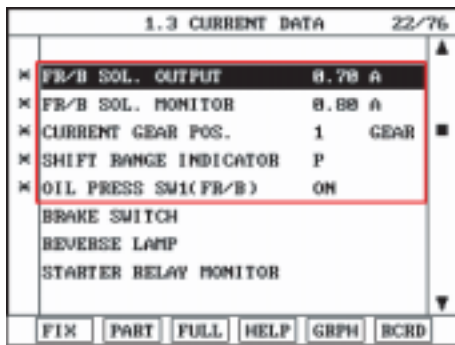 1.3 CURRENT DATA 22/76
× FR/B SOL. OUTPUT 0.70 A
× FR/B SOL. MONITOR 0.80 A
× CURRENT GEAR POS. 1 GEAR
× SHIFT RANGE INDICATOR P
× OIL PRESS SW1(FR/B) ON
BRAKE SWITCH
REVERSE LAMP
STARTER RELAY MONITOR
FIX PART FULL HELP GRPH RCRD